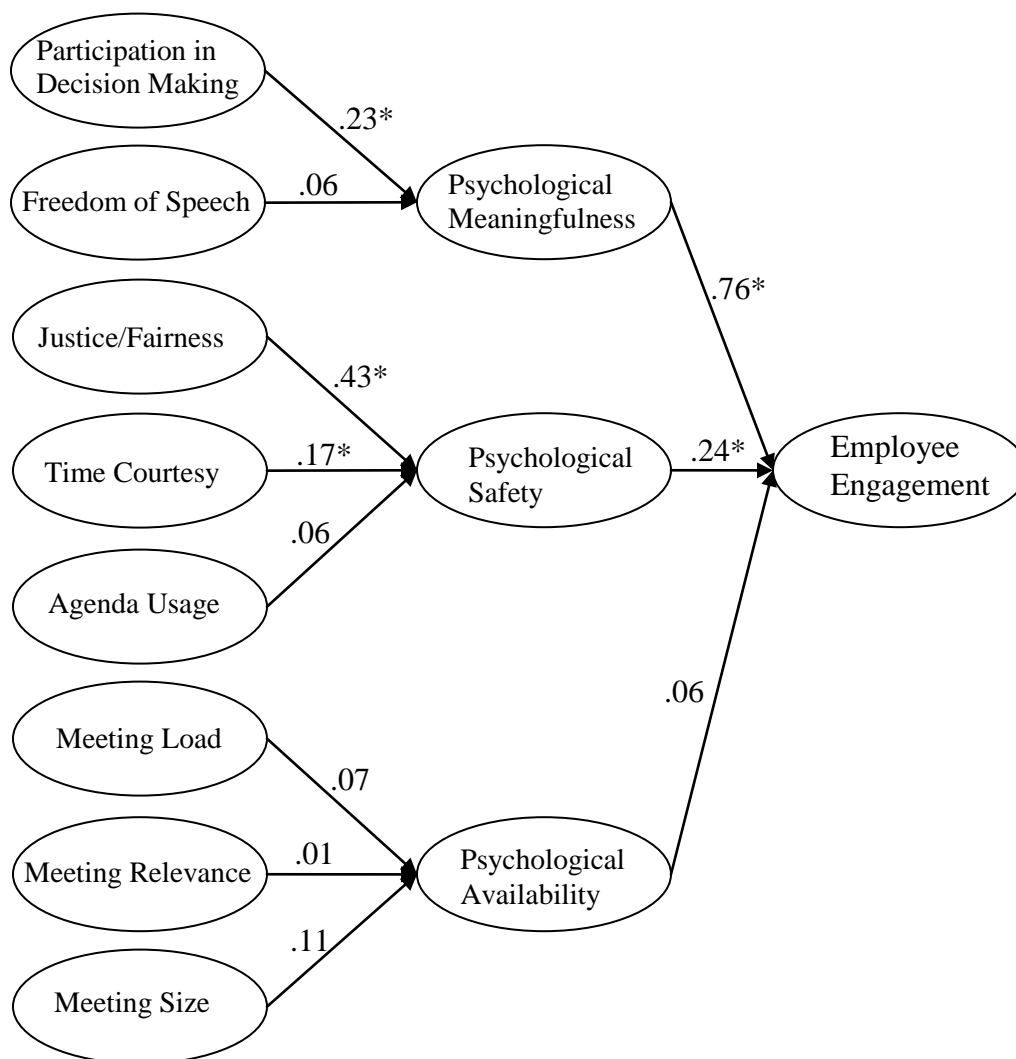 Participation in
Decision Making
.23*
Freedom of Speech
.06
Psychological
Meaningfulness
.76*
Justice/Fairness
.43*
Time Courtesy
.17*
Psychological
Safety
.24*
Employee
Engagement
.06
Agenda Usage
.06
Meeting Load
.07
Meeting Relevance
.01
Psychological
Availability
.11
Meeting Size